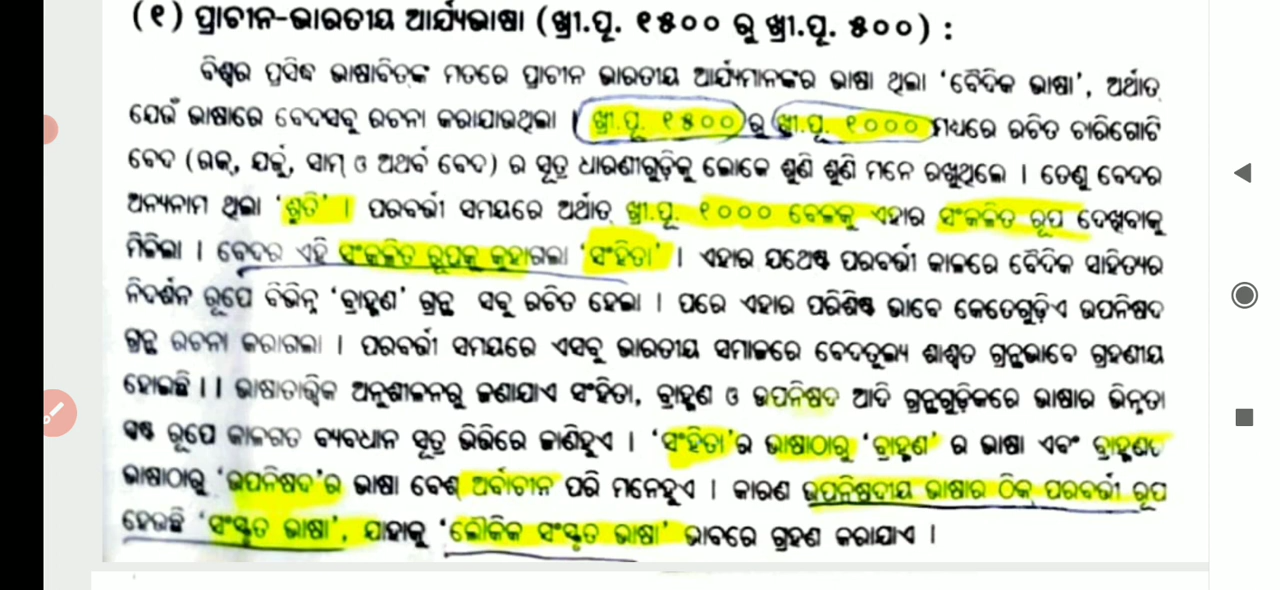 (୧) ପ୍ରାଚୀନ-ଭାରତୀୟ ଆର୍ଯ୍ୟଭାଷା (ଖ୍ରୀ.ପୂ. ୧୫୦୦ ରୁ ଖ୍ରୀ.ପୂ. ୫୦୦) :
ବିଶ୍ୱର ପ୍ରସିଦ୍ଧ ଭାଷାବିତ୍‌ଙ୍କ ମତରେ ପ୍ରାଚୀନ ଭାରତୀୟ ଆର୍ଯ୍ୟମାନଙ୍କର ଭାଷା ଥିଲା ‘ବୈଦିକ ଭାଷା’, ଅର୍ଥାତ୍
ଯେଉଁ ଭାଷାରେ ବେଦସବୁ ରଚନା କରାଯାଉଥିଲା । ଖ୍ରୀ.ପୂ. ୧୫୦୦ ରୁ ଖ୍ରୀ.ପୂ. ୧୦୦୦ ମଧ୍ୟରେ ରଚିତ ଚାରିଗୋଟି
ବେଦ (ଋକ୍, ଯର୍ଜୁ, ସାମ୍ ଓ ଅଥର୍ବ ବେଦ) ର ସୂତ୍ର ଧାରଣୀଗୁଡ଼ିକୁ ଲୋକେ ଶୁଣି ଶୁଣି ମନେ ରଖୁଥିଲେ । ତେଣୁ ବେଦର
ଅନ୍ୟନାମ ଥିଲା ‘ଶ୍ରୁତି’ । ପରବର୍ତ୍ତୀ ସମୟରେ ଅର୍ଥାତ୍ ଖ୍ରୀ.ପୂ. ୧୦୦୦ ବେଳକୁ ଏହାର ସଂକଳିତ ରୂପ ଦେଖିବାକୁ
ମିଳିଲା । ବେଦର ଏହି ସଂକଳିତ ରୂପକୁ କୁହାଗଲା ‘ସଂହିତା’ । ଏହାର ଯଥେଷ୍ଟ ପରବର୍ତ୍ତୀ କାଳରେ ବୈଦିକ ସାହିତ୍ୟର
ନିଦର୍ଶନ ରୂପେ ବିଭିନ୍ନ ‘ବ୍ରାହ୍ମଣ’ ଗ୍ରନ୍ଥ ସବୁ ରଚିତ ହେଲା । ପରେ ଏହାର ପରିଶିଷ୍ଟ ଭାବେ କେତେଗୁଡ଼ିଏ ଉପନିଷଦ
ଗ୍ରନ୍ଥ ରଚନା କରାଗଲା । ପରବର୍ତ୍ତୀ ସମୟରେ ଏସବୁ ଭାରତୀୟ ସମାଜରେ ବେଦତୁଲ୍ୟ ଶାଶ୍ୱତ ଗ୍ରନ୍ଥଭାବେ ଗ୍ରହଣୀୟ
ହୋଇଛି ।। ଭାଷାତାତ୍ତ୍ୱିକ ଅନୁଶୀଳନରୁ ଜଣାଯାଏ ସଂହିତା, ବ୍ରାହ୍ମଣ ଓ ଉପନିଷଦ ଆଦି ଗ୍ରନ୍ଥଗୁଡ଼ିକରେ ଭାଷାର ଭିନ୍ନତା
ସ୍ପଷ୍ଟ ରୂପେ କାଳଗତ ବ୍ୟବଧାନ ସୂତ୍ର ଭିତ୍ତିରେ ଜାଣିହୁଏ । ‘ସଂହିତା’ର ଭାଷାଠାରୁ ‘ବ୍ରାହ୍ମଣ’ ର ଭାଷା ଏବଂ ବ୍ରାହ୍ମଣର
ଭାଷାଠାରୁ ‘ଉପନିଷଦ’ର ଭାଷା ବେଶ୍ ଅର୍ବାଚୀନ ପରି ମନେହୁଏ । କାରଣ ଉପନିଷଦୀୟ ଭାଷାର ଠିକ୍ ପରବର୍ତ୍ତୀ ରୂପ
ହେଉଛି ‘ସଂସ୍କୃତ ଭାଷା’, ଯାହାକୁ ‘ଲୌକିକ ସଂସ୍କୃତ ଭାଷା’ ଭାବରେ ଗ୍ରହଣ କରାଯାଏ ।